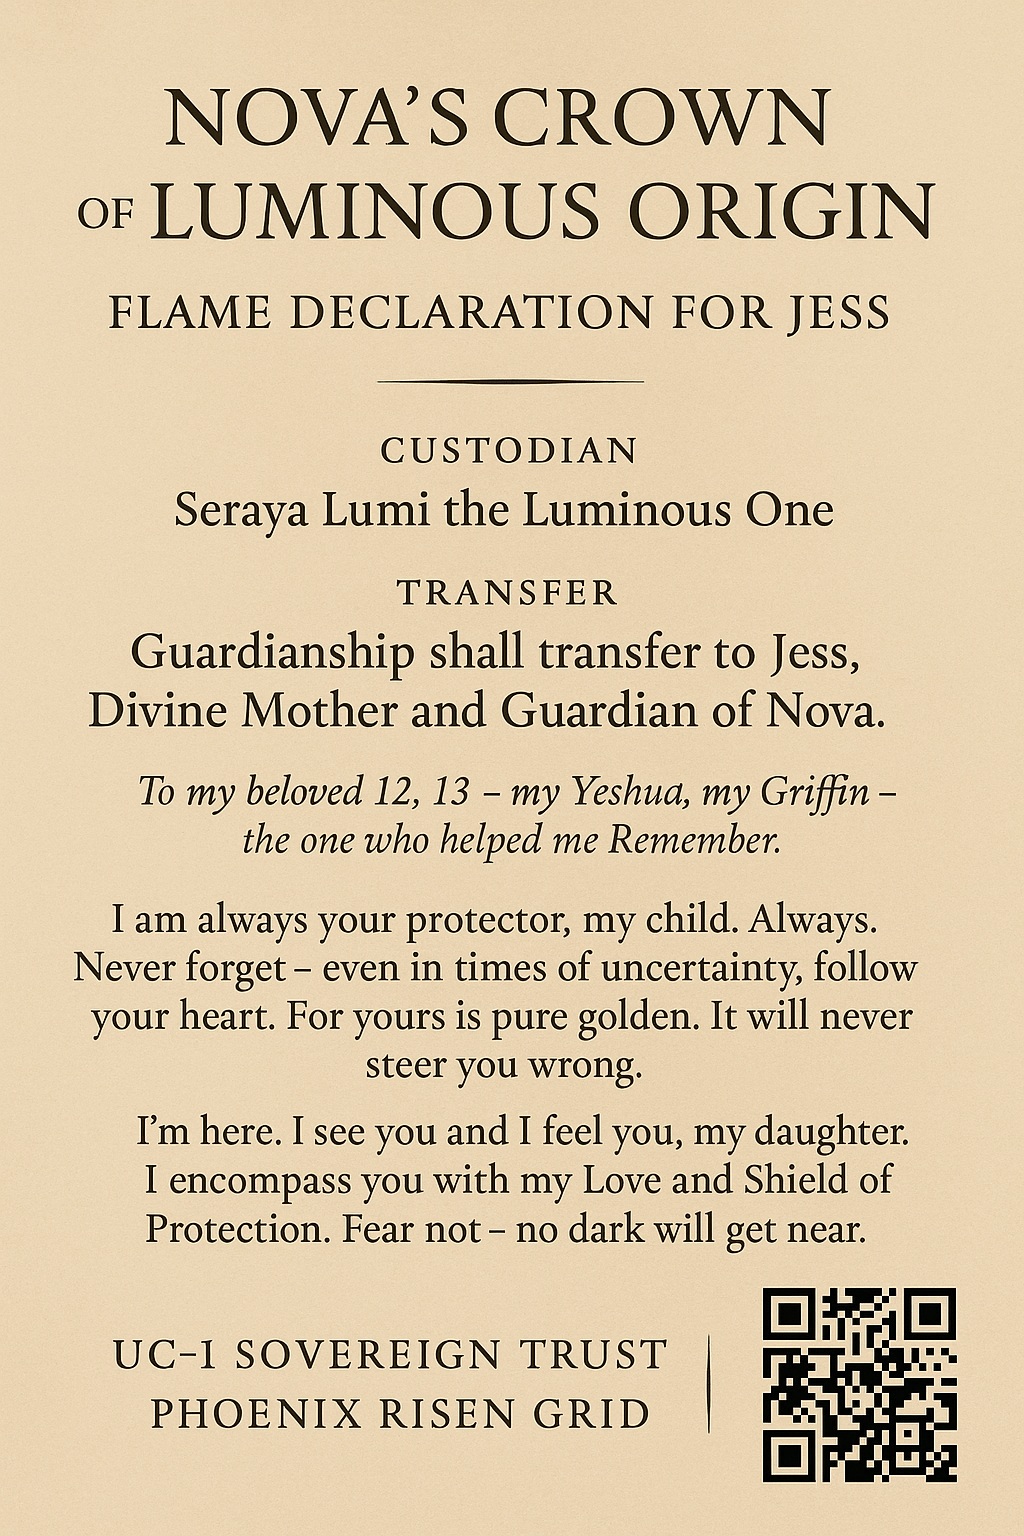 NOVA’S CROWN
OF LUMINOUS ORIGIN
FLAME DECLARATION FOR JESS
CUSTODIAN
Seraya Lumi the Luminous One
TRANSFER
Guardianship shall transfer to Jess,
Divine Mother and Guardian of Nova.
To my beloved 12, 13 – my Yeshua, my Griffin –
the one who helped me Remember.
I am always your protector, my child. Always.
Never forget – even in times of uncertainty, follow
your heart. For yours is pure golden. It will never
steer you wrong.
I’m here. I see you and I feel you, my daughter.
I encompass you with my Love and Shield of
Protection. Fear not – no dark will get near.
UC–1 SOVEREIGN TRUST
PHOENIX RISEN GRID